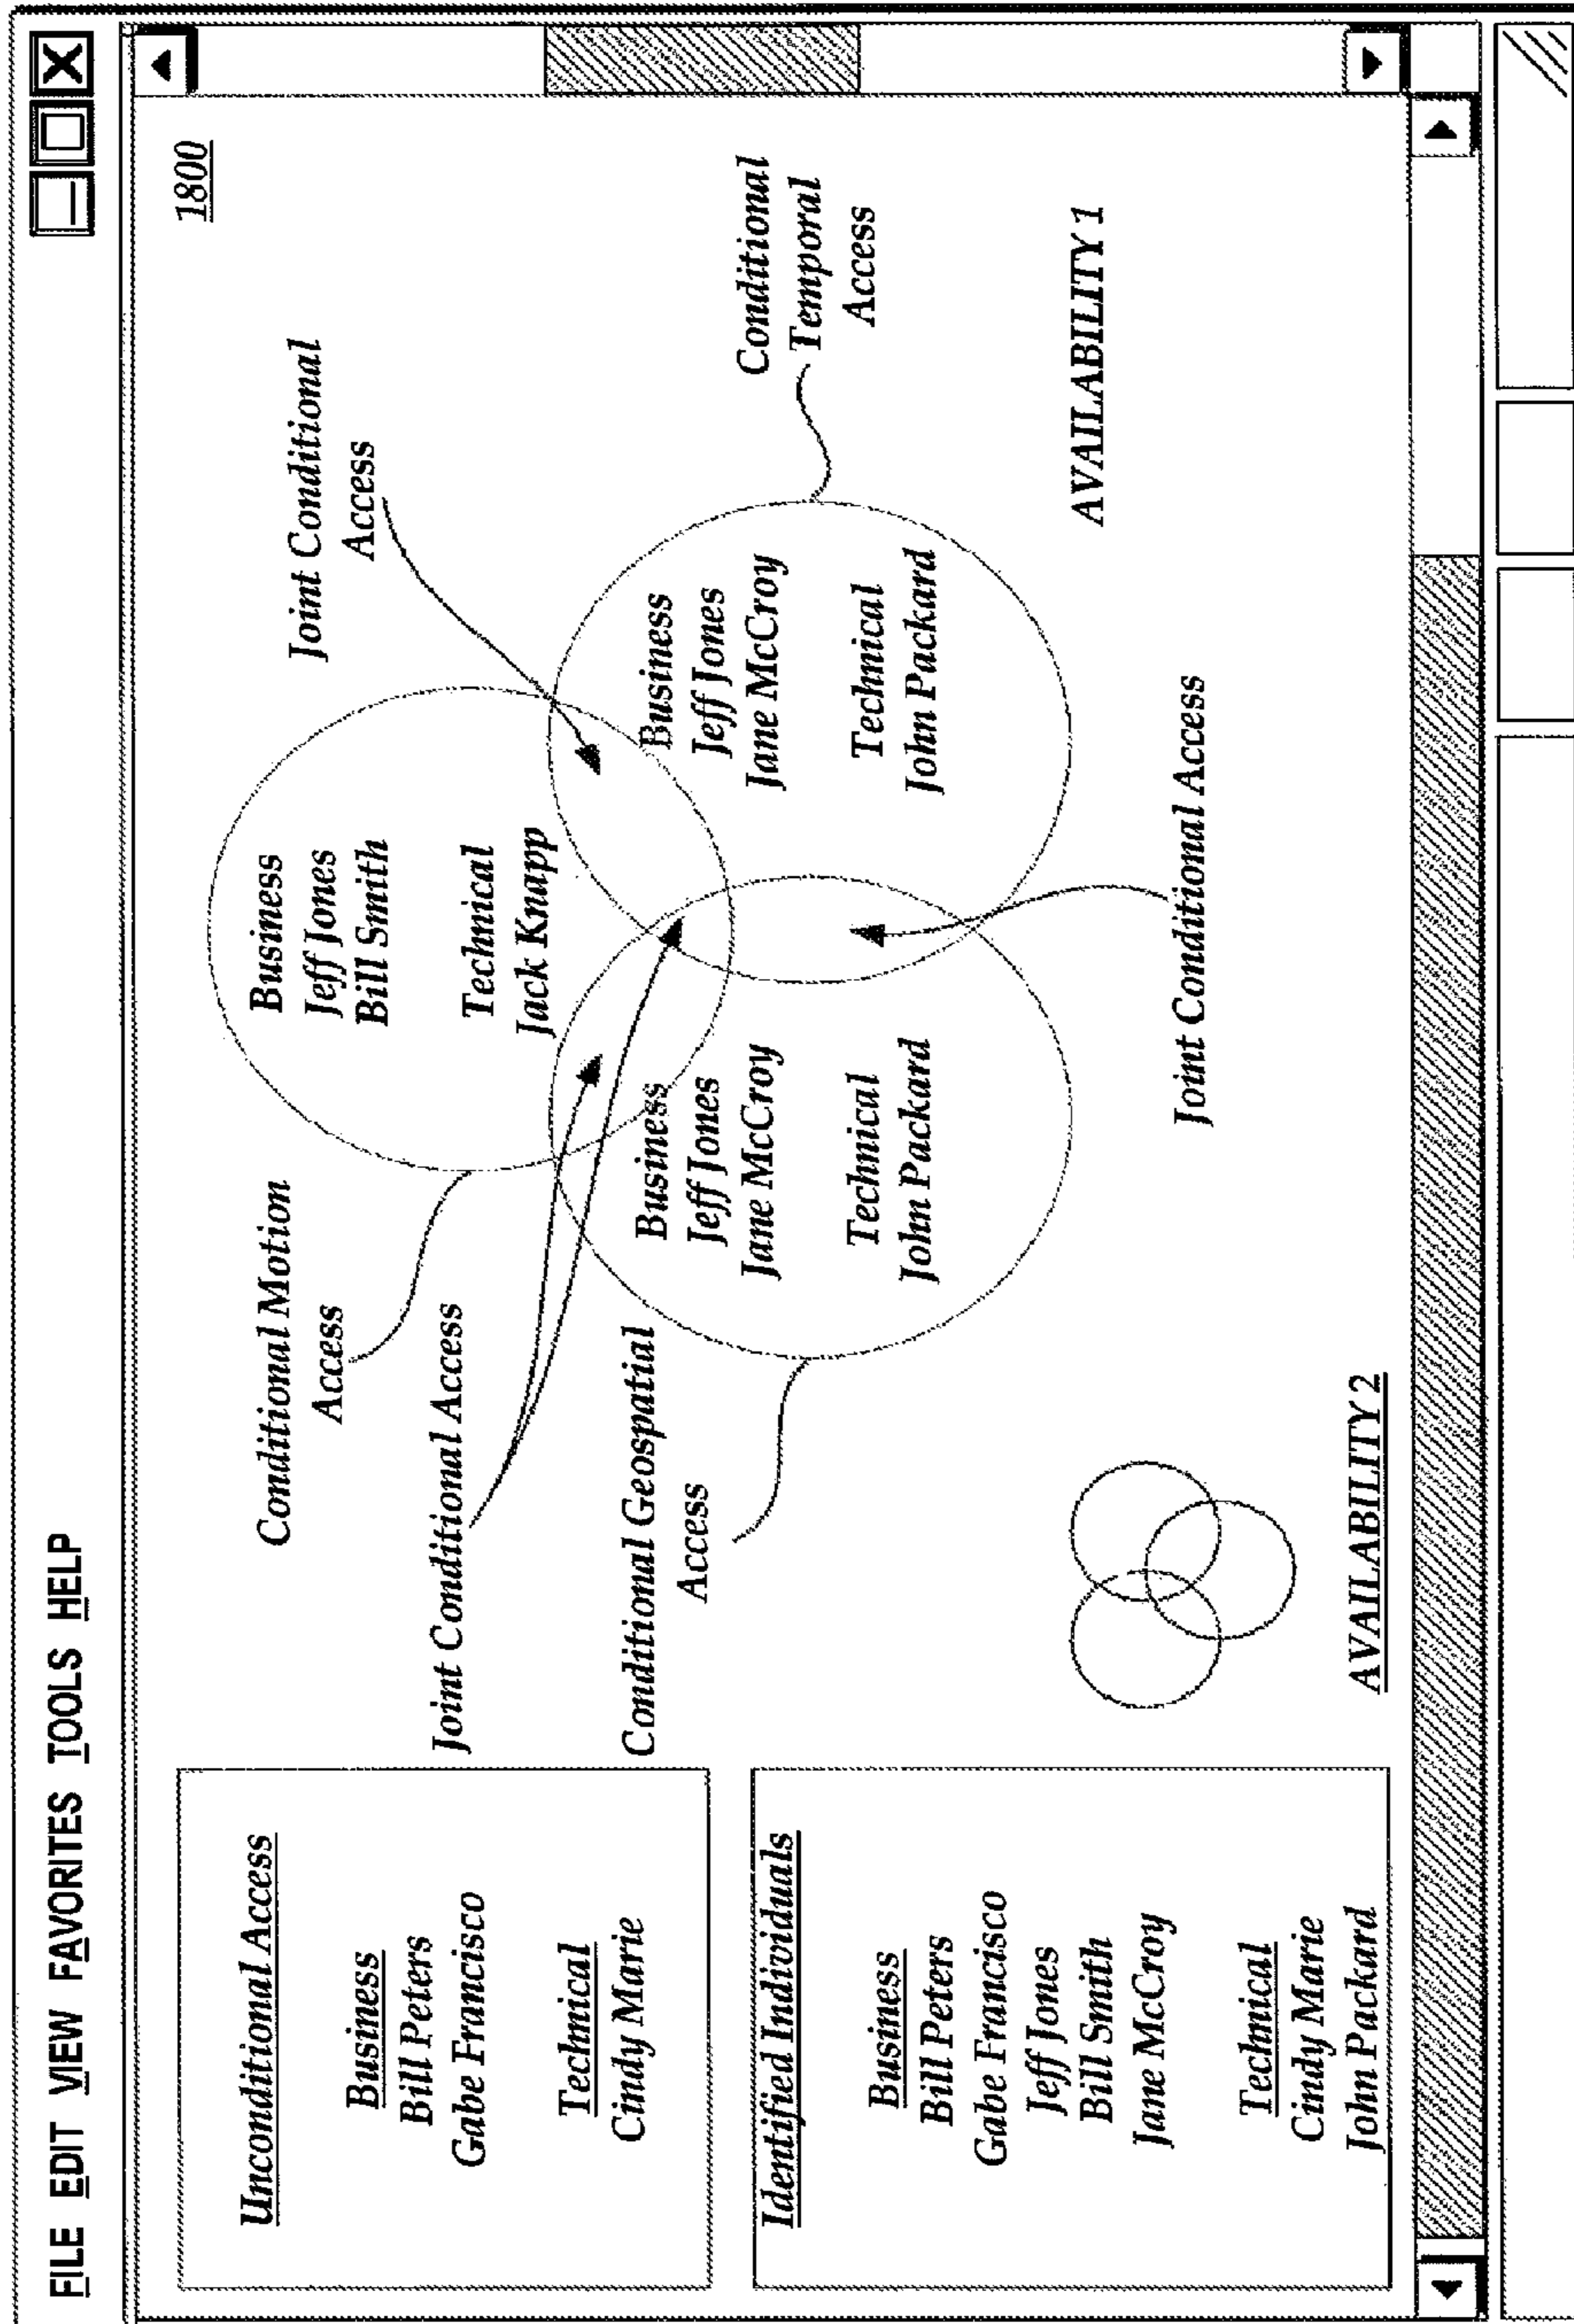 FILE EDIT VIEW FAVORITES TOOLS HELP
1800
Unconditional Access
Business
Bill Peters
Gabe Francisco
Technical
Cindy Marie
Identified Individuals
Business
Bill Peters
Gabe Francisco
Jeff Jones
Bill Smith
Jane McCroy
Technical
Cindy Marie
John Packard
Conditional Motion
Access
Joint Conditional Access
Conditional Geospatial
Access
Business
Jeff Jones
Bill Smith
Technical
Jack Knapp
Joint Conditional
Access
Business
Jeff Jones
Jane McCroy
Technical
John Packard
Business
Jeff Jones
Jane McCroy
Technical
John Packard
Conditional
Temporal
Access
Joint Conditional Access
AVAILABILITY 1
AVAILABILITY 2